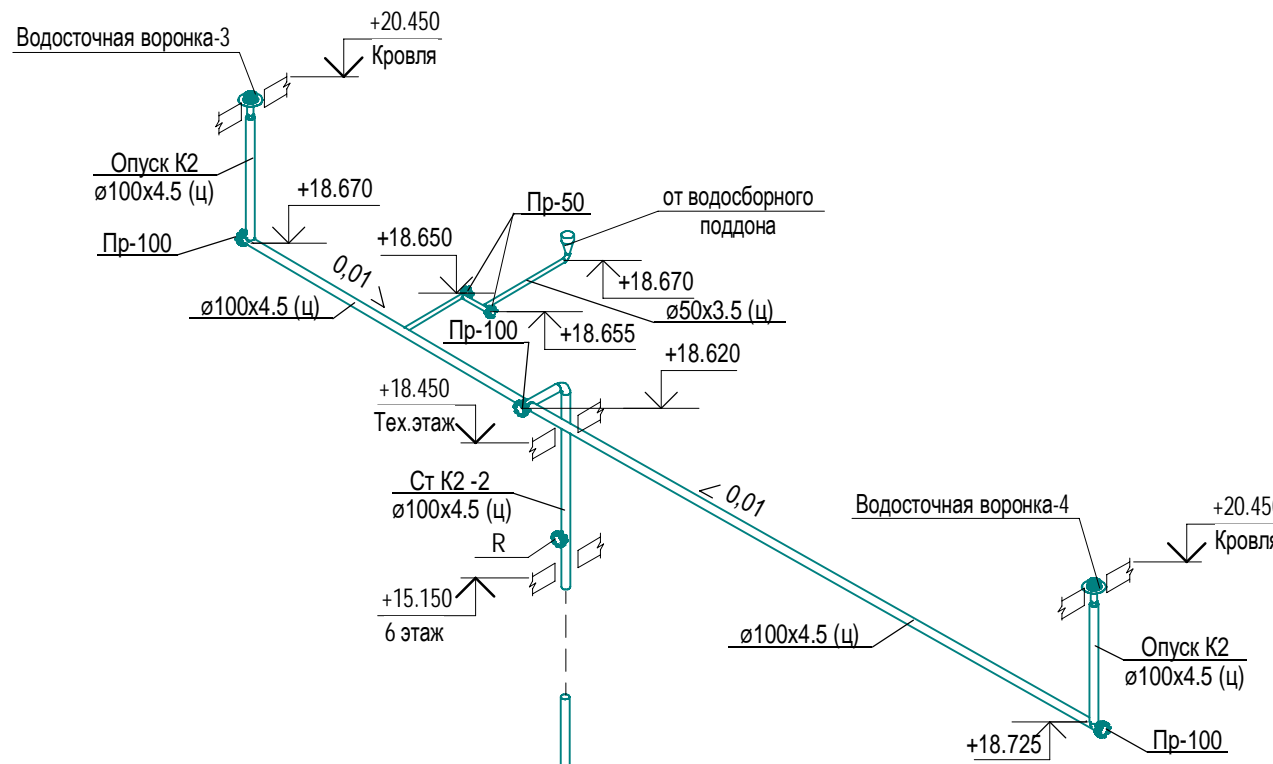 +20.450
Кровля
Водосточная воронка-3
Опуск К2
ø100х4.5 (ц)
+18.670
Пр-100
0,01
ø100х4.5 (ц)
+18.650
Пр-50
от водосборного
поддона
+18.670
ø50х3.5 (ц)
+18.655
Пр-100
+18.620
+18.450
Тех.этаж
Ст К2 -2
ø100х4.5 (ц)
R
+15.150
6 этаж
0,01
Водосточная воронка-4
+20.450
Кровля
ø100х4.5 (ц)
Опуск К2
ø100х4.5 (ц)
+18.725
Пр-100